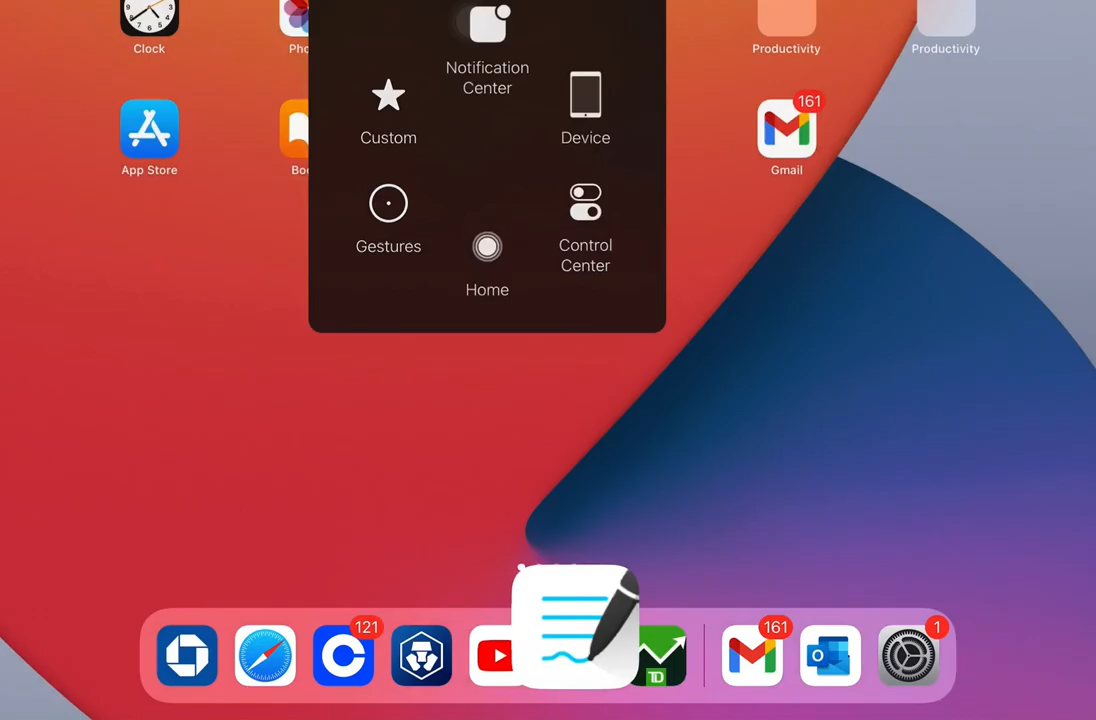 Clock
Pho
Notification
Center
Productivity
Productivity
Custom
Device
161
App Store
Boo
Gmail
Gestures
Control
Center
Home
121
161
1
O
TD